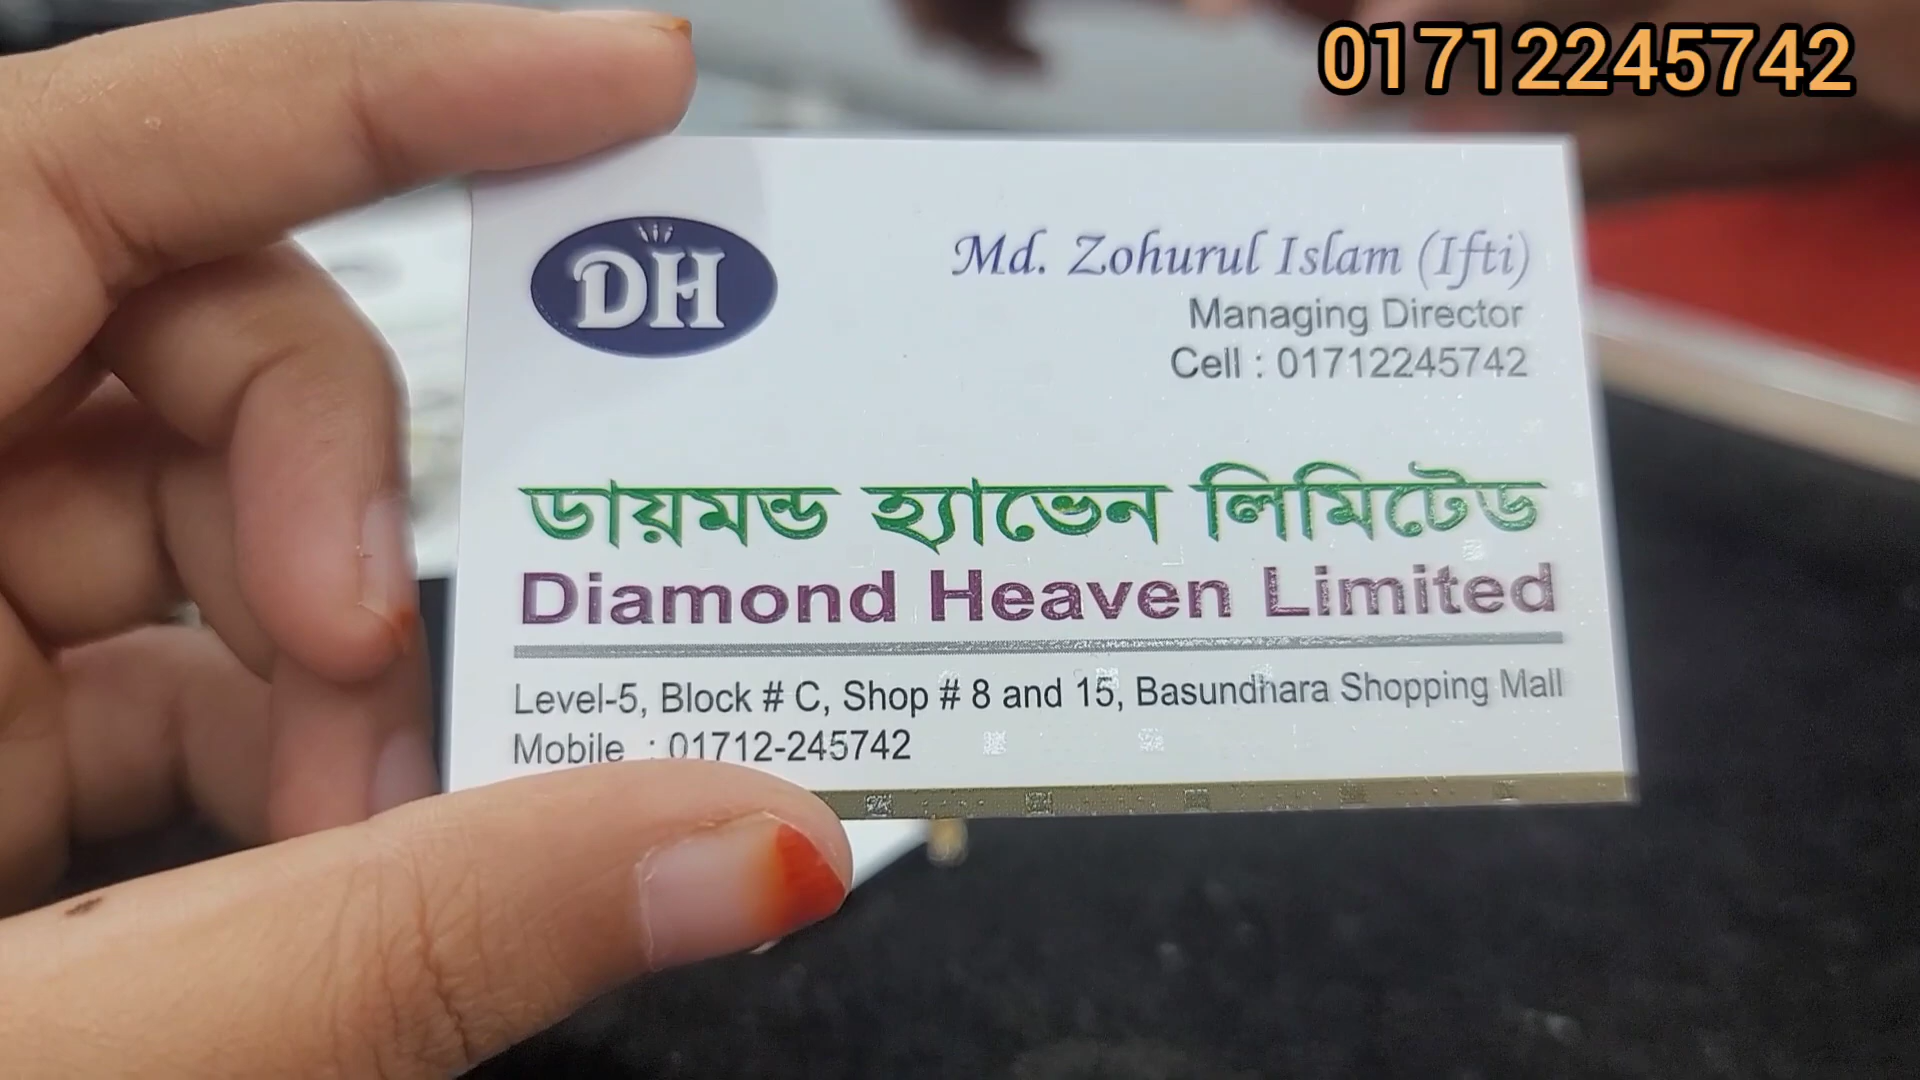 01712245742
DH
Md. Zohurul Islam (Ifti)
Managing Director
Cell : 01712245742
ডায়মন্ড হ্যাভেন লিমিটেড
Diamond Heaven Limited
Level-5, Block # C, Shop # 8 and 15, Basundhara Shopping Mall
Mobile : 01712-245742